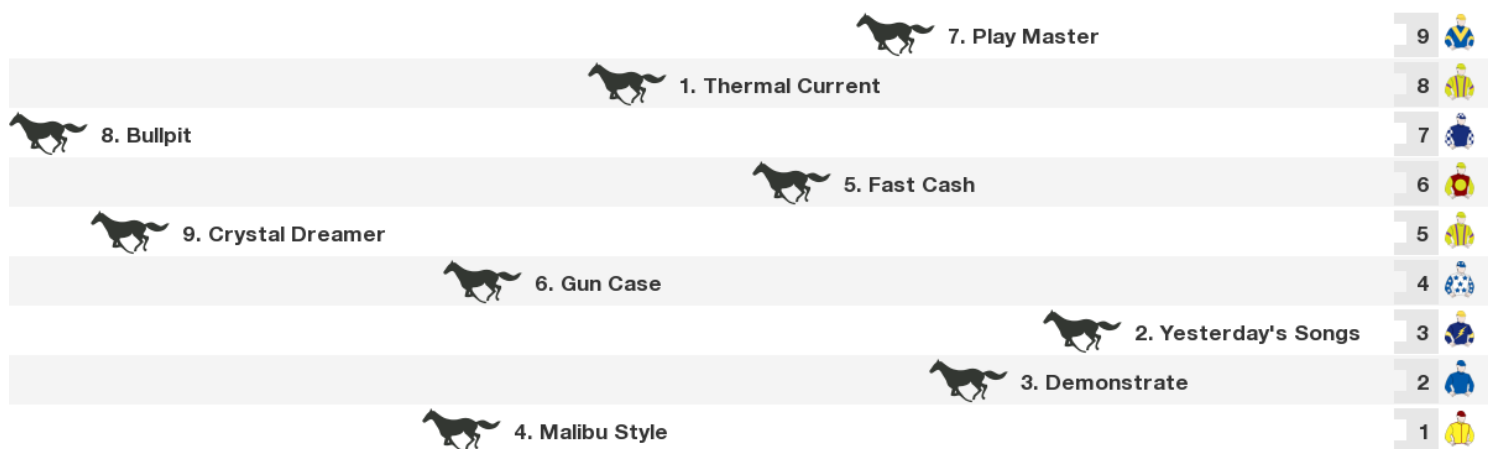 7. Play Master 9
1. Thermal Current 8
8. Bullpit 7
5. Fast Cash 6
9. Crystal Dreamer 5
6. Gun Case 4
2. Yesterday's Songs 3
3. Demonstrate 2
4. Malibu Style 1